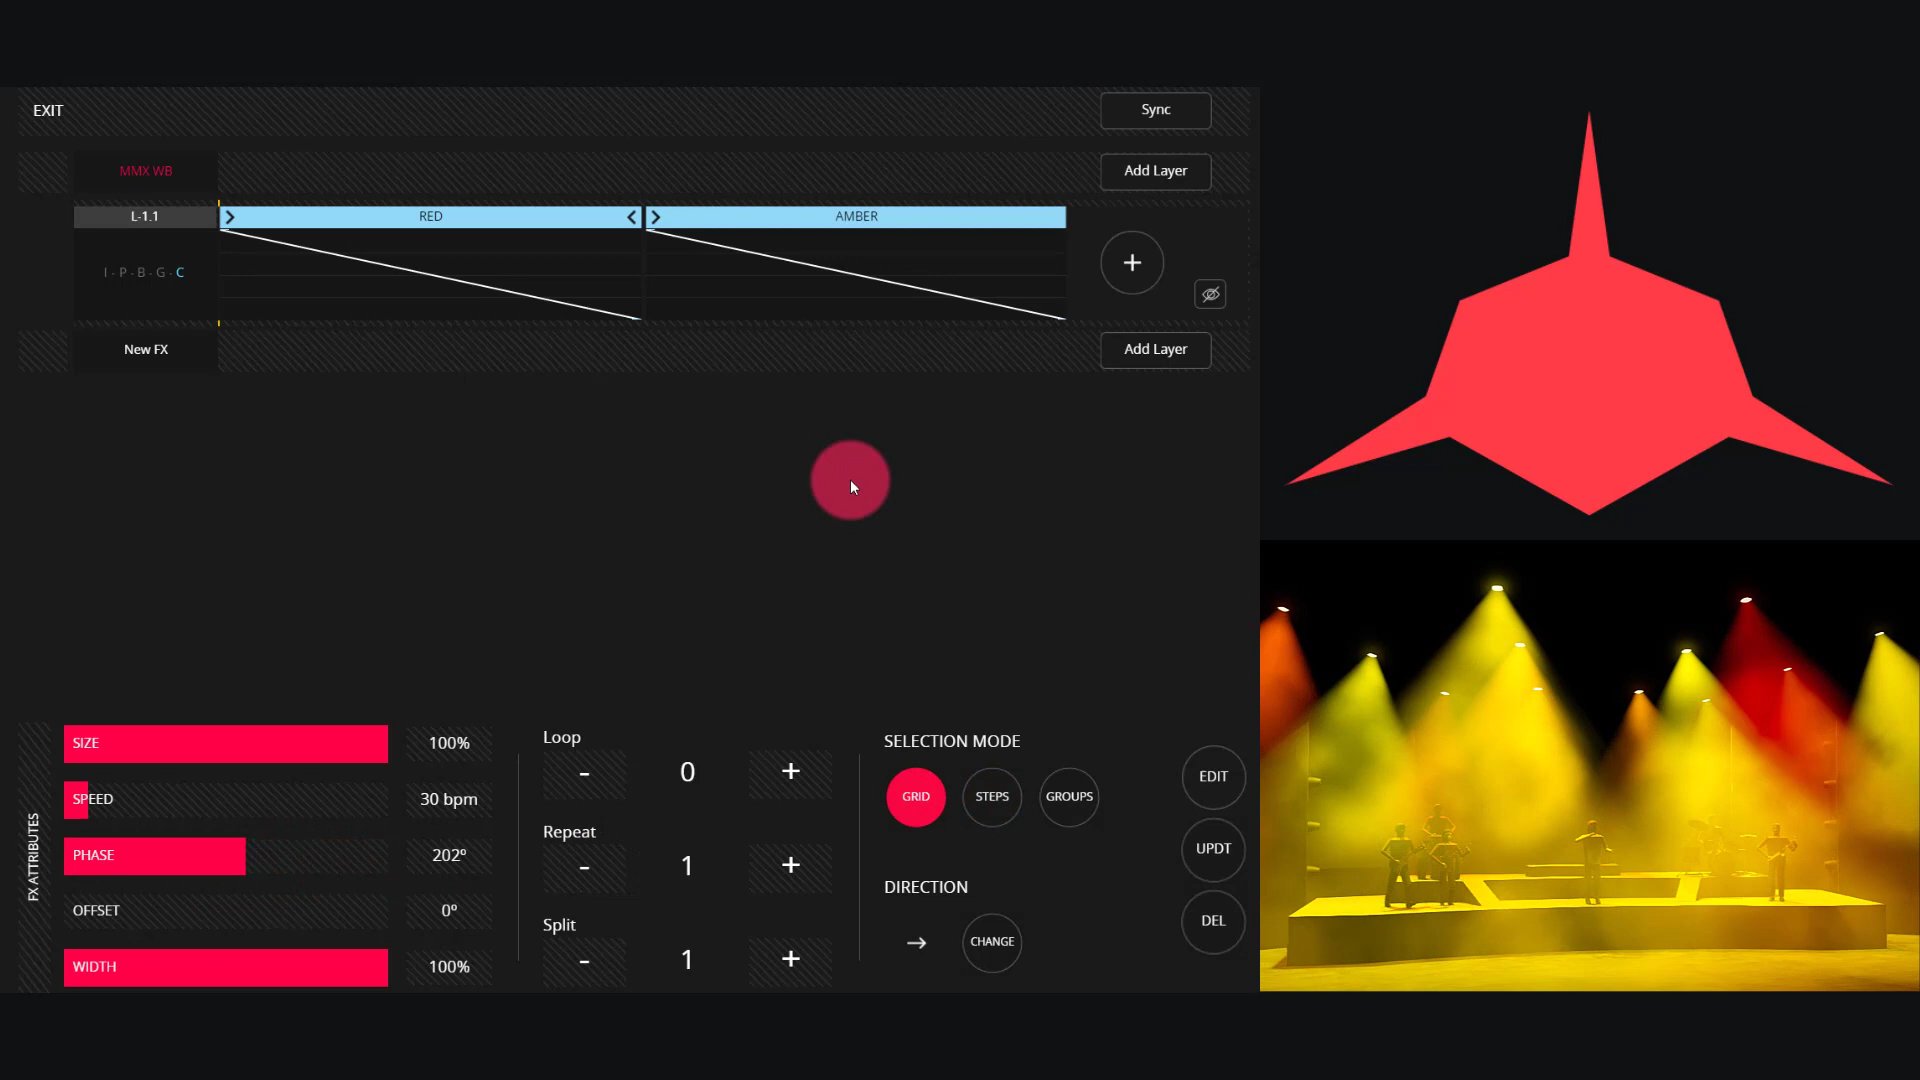 EXIT
Sync
MMX WB
Add Layer
L-1.1
RED
AMBER
I - P - B - G - C
New FX
Add Layer
FX ATTRIBUTES
SIZE
100%
SPEED
30 bpm
PHASE
202º
OFFSET
0º
WIDTH
100%
Loop
-
0
+
Repeat
-
1
+
Split
-
1
+
SELECTION MODE
GRID
STEPS
GROUPS
DIRECTION
→
CHANGE
EDIT
UPDT
DEL